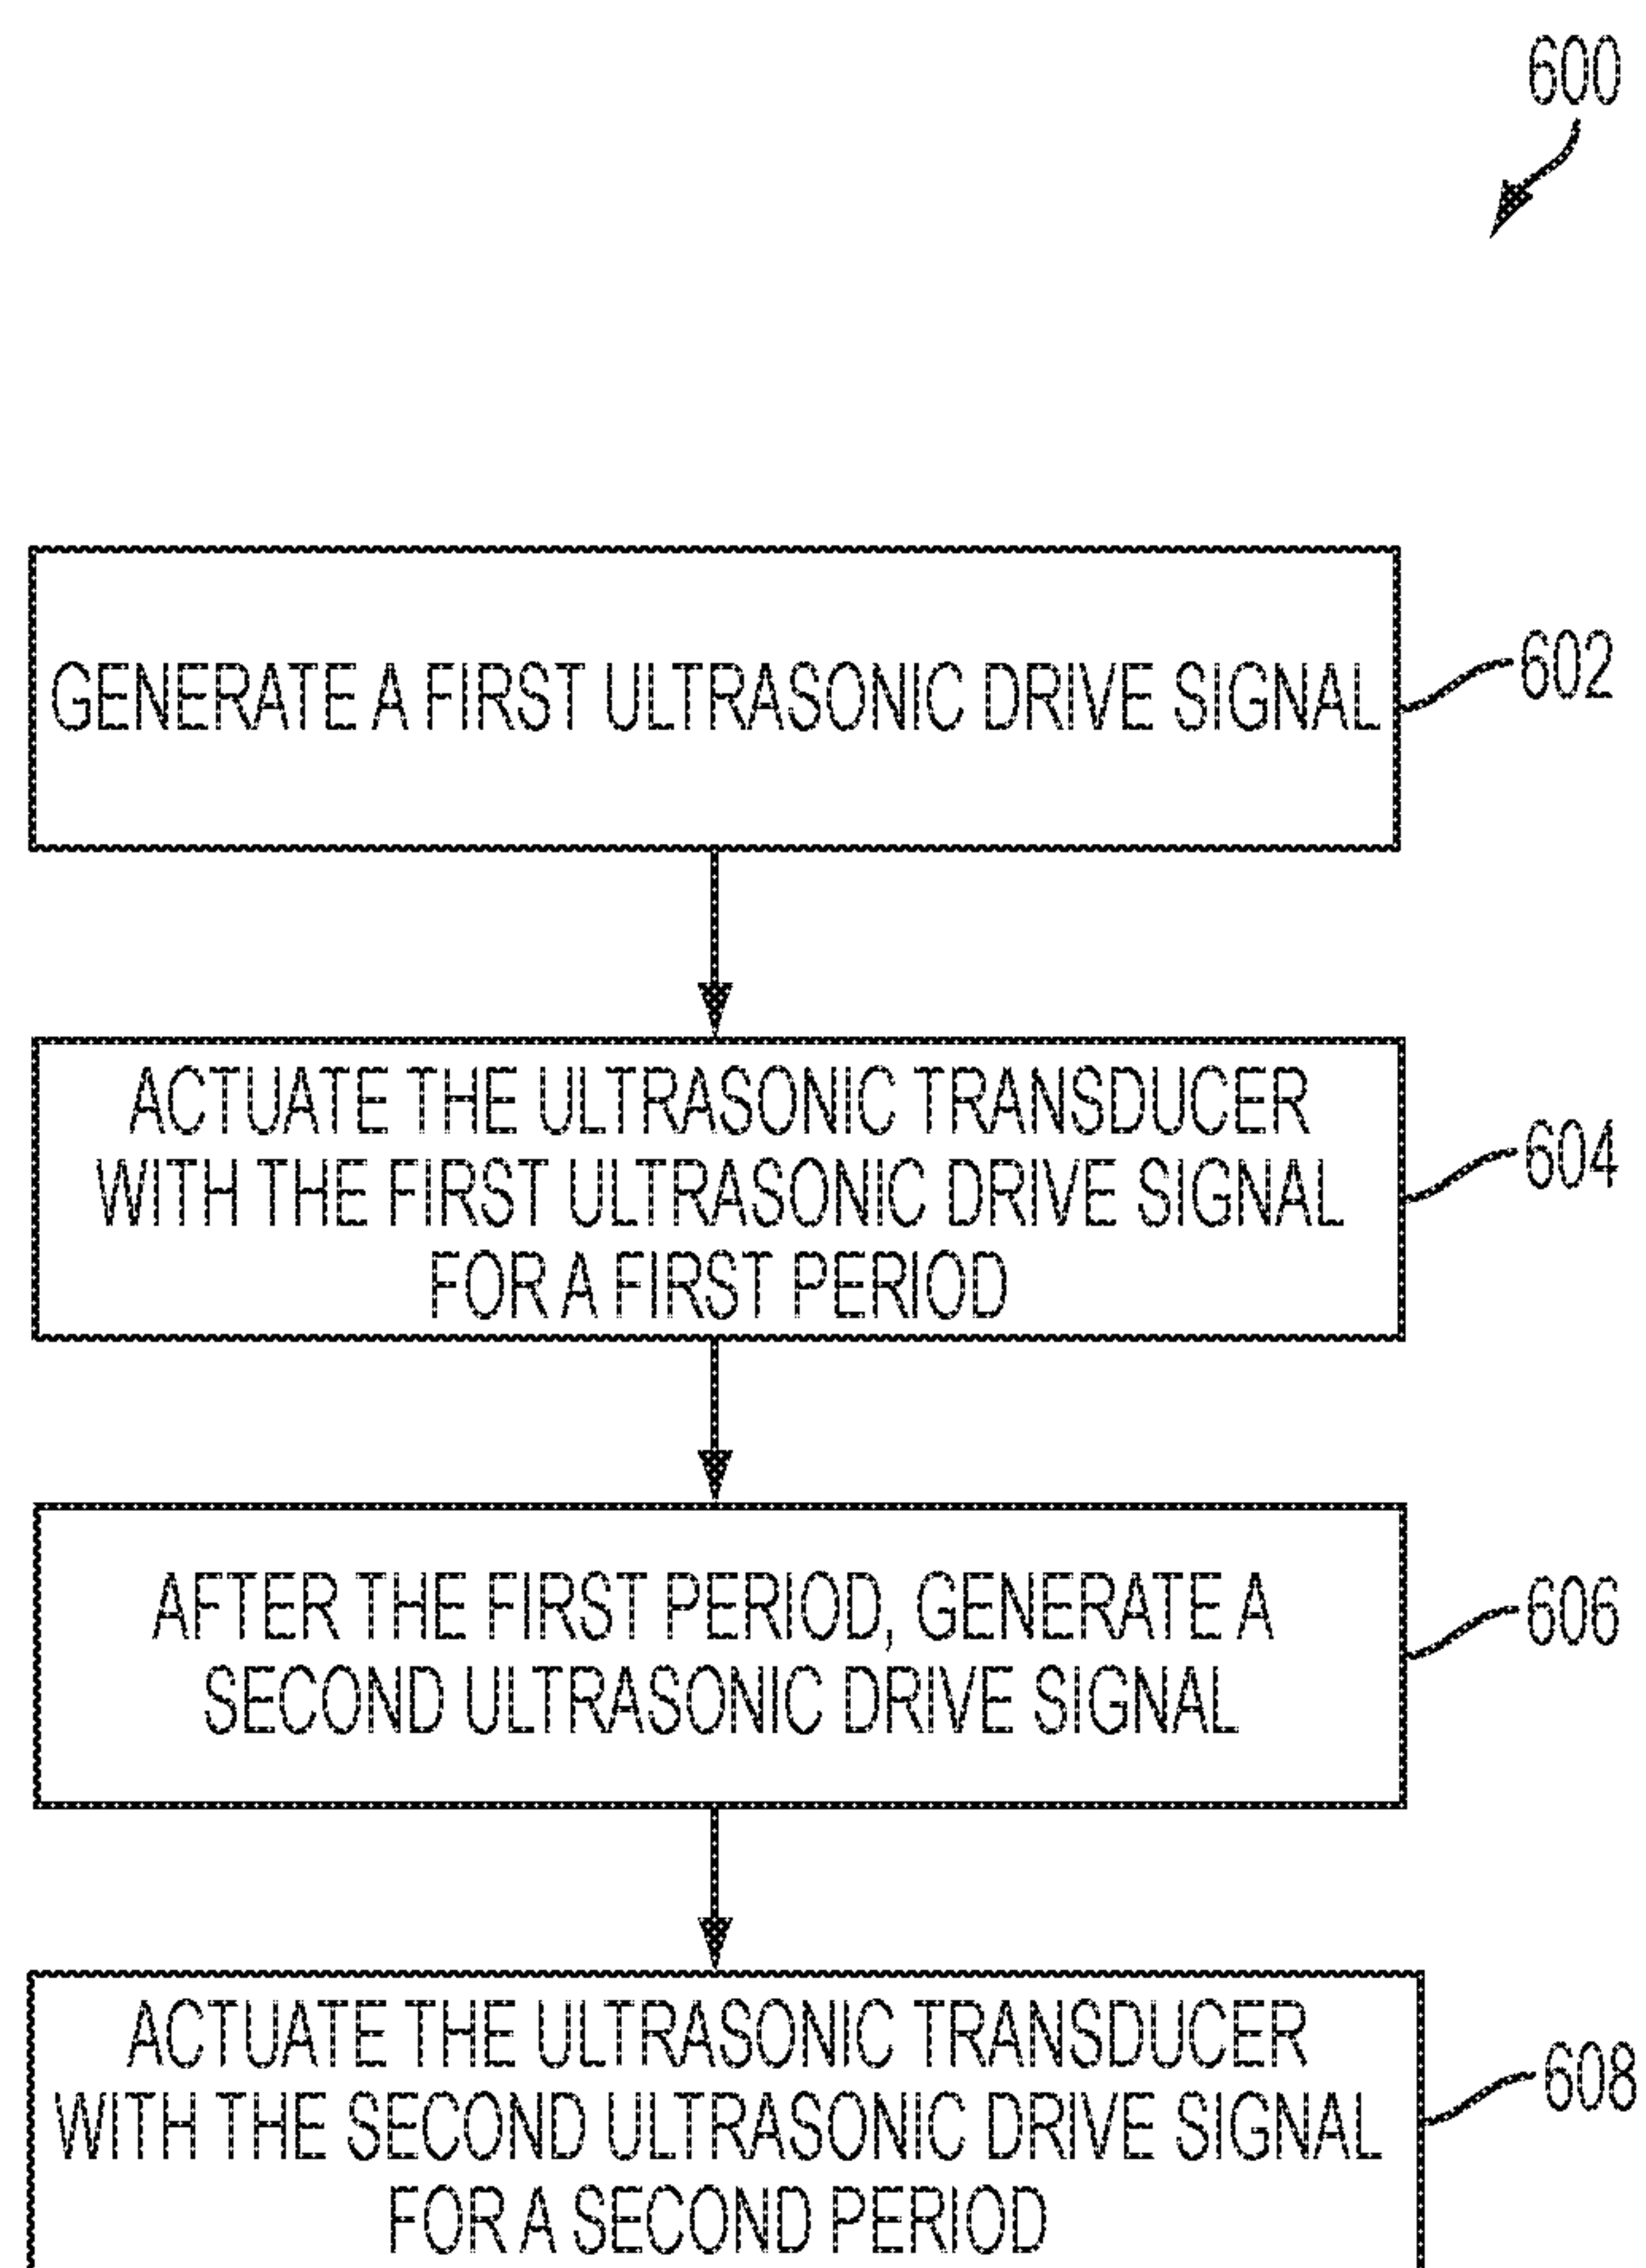 600
GENERATE A FIRST ULTRASONIC DRIVE SIGNAL
602
ACTUATE THE ULTRASONIC TRANSDUCER
WITH THE FIRST ULTRASONIC DRIVE SIGNAL
FOR A FIRST PERIOD
604
AFTER THE FIRST PERIOD, GENERATE A
SECOND ULTRASONIC DRIVE SIGNAL
606
ACTUATE THE ULTRASONIC TRANSDUCER
WITH THE SECOND ULTRASONIC DRIVE SIGNAL
FOR A SECOND PERIOD
608